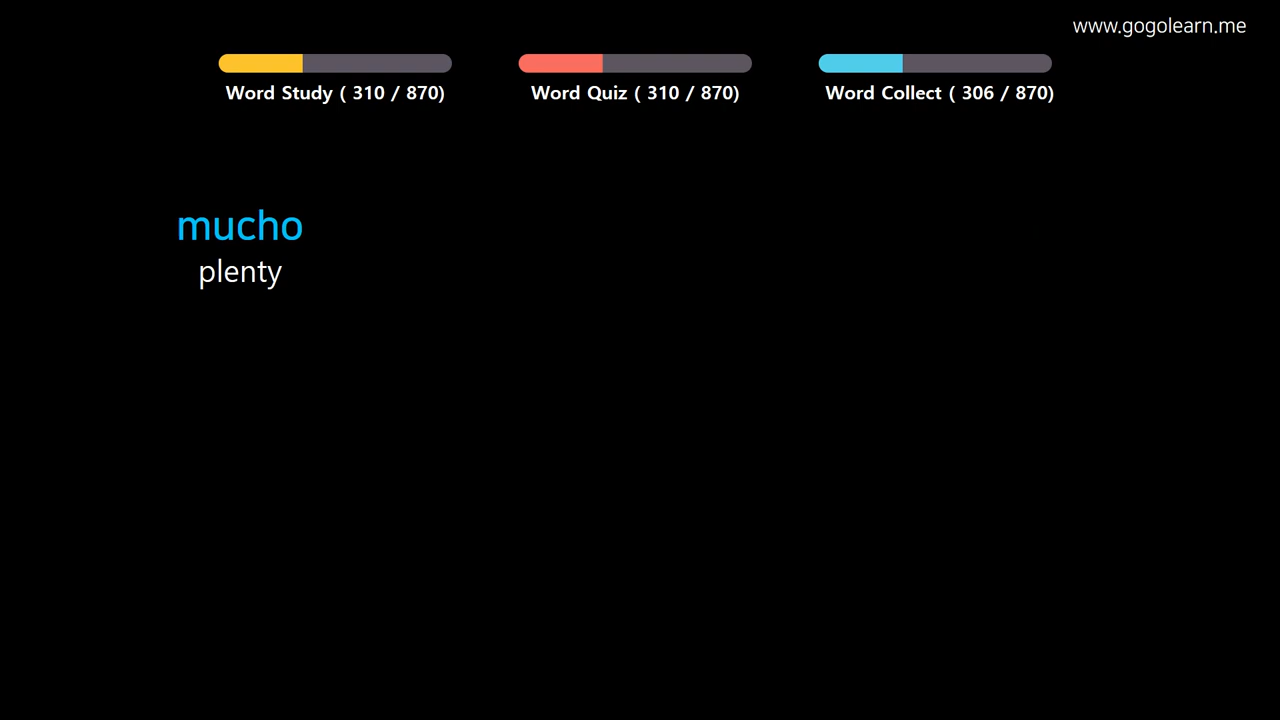 www.gogolearn.me
Word Study ( 310 / 870)
Word Quiz ( 310 / 870)
Word Collect ( 306 / 870)
mucho
plenty